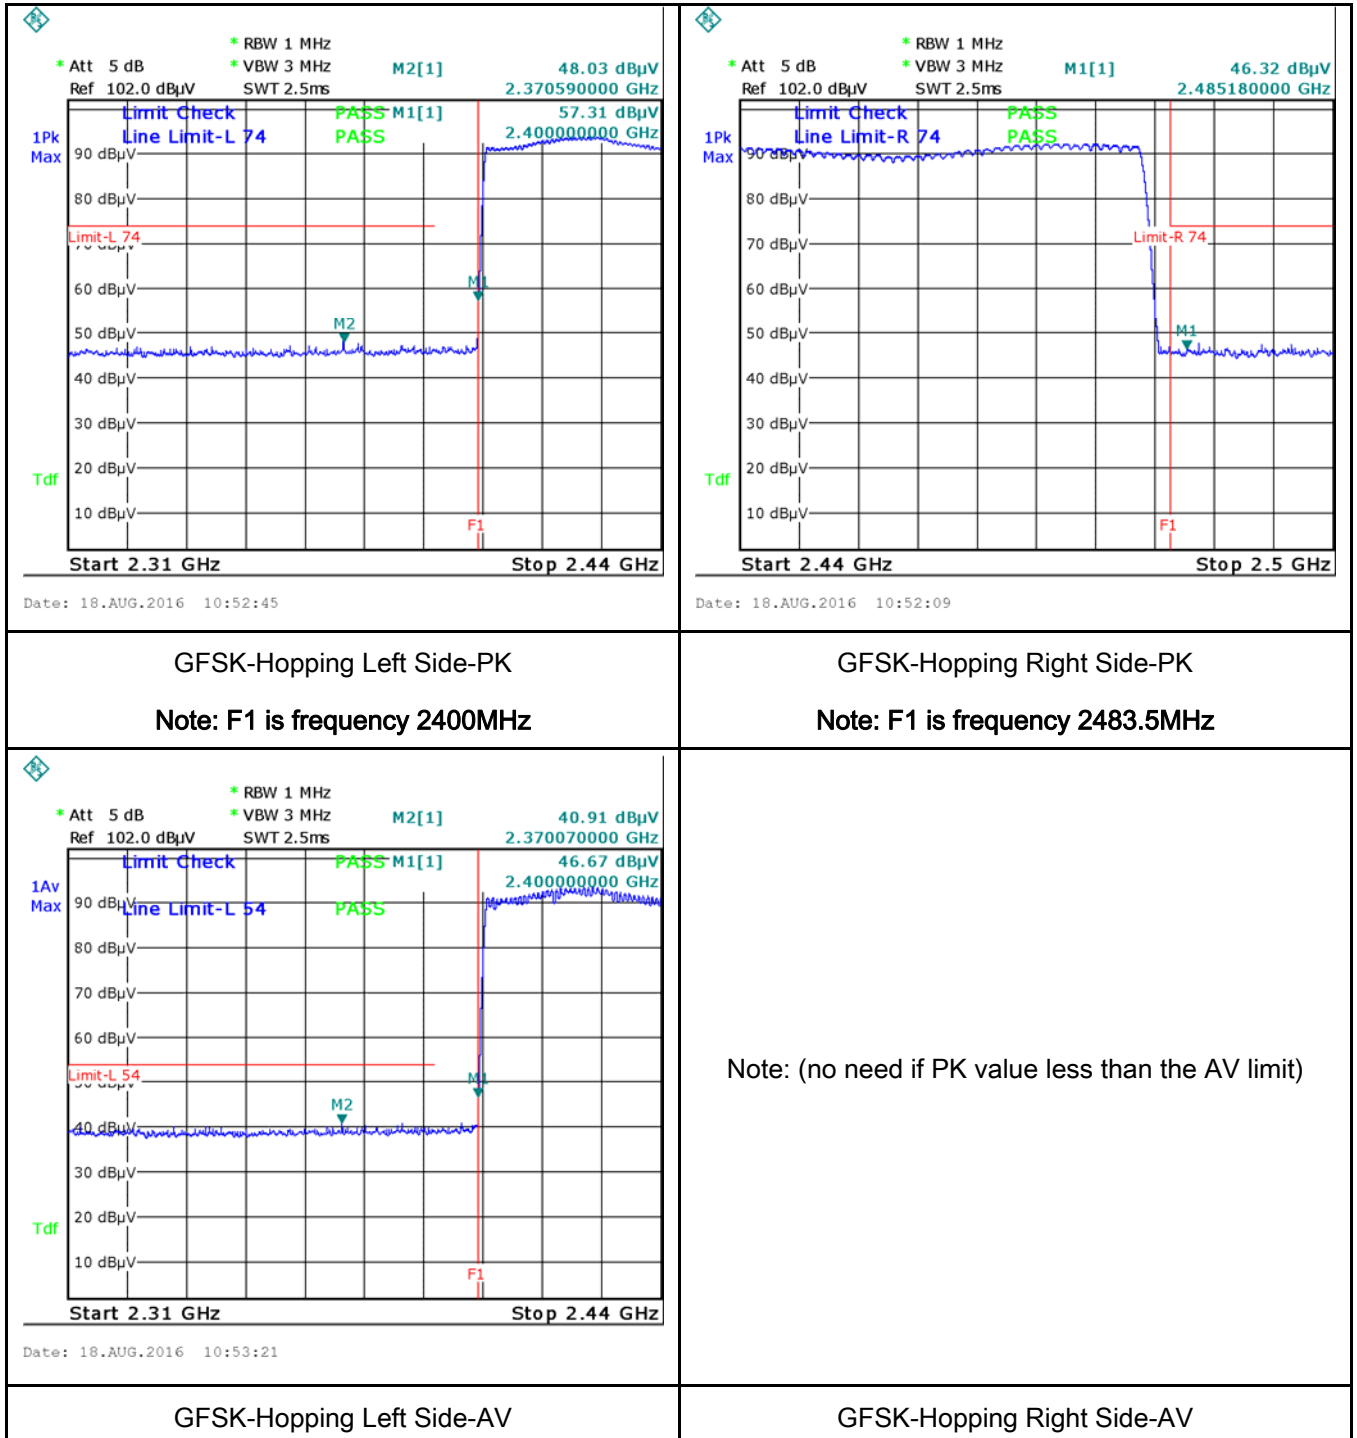 * RBW 1 MHz
* Att 5 dB * VBW 3 MHz M2[1] 48.03 dBµV
Ref 102.0 dBµV SWT 2.5ms 2.370590000 GHz
Limit Check PASS M1[1] 57.31 dBµV
1Pk Line Limit-L 74 PASS 2.400000000 GHz
Max 90 dBµV
80 dBµV
Limit-L 74
70 dBµV
M1
60 dBµV
M2
50 dBµV
40 dBµV
30 dBµV
Tdf 20 dBµV
10 dBµV
F1
Start 2.31 GHz Stop 2.44 GHz
Date: 18.AUG.2016 10:52:45
GFSK-Hopping Left Side-PK
Note: F1 is frequency 2400MHz
* RBW 1 MHz
* Att 5 dB * VBW 3 MHz M1[1] 46.32 dBµV
Ref 102.0 dBµV SWT 2.5ms 2.485180000 GHz
Limit Check PASS
1Pk Line Limit-R 74 PASS
Max 90 dBµV
80 dBµV
Limit-R 74
70 dBµV
60 dBµV
50 dBµV M1
40 dBµV
30 dBµV
Tdf 20 dBµV
10 dBµV
F1
Start 2.44 GHz Stop 2.5 GHz
Date: 18.AUG.2016 10:52:09
GFSK-Hopping Right Side-PK
Note: F1 is frequency 2483.5MHz
* RBW 1 MHz
* Att 5 dB * VBW 3 MHz M2[1] 40.91 dBµV
Ref 102.0 dBµV SWT 2.5ms 2.370070000 GHz
Limit Check PASS M1[1] 46.67 dBµV
1Av 2.400000000 GHz
Max 90 dBµV Line Limit-L 54 PASS
80 dBµV
70 dBµV
60 dBµV
Limit-L 54 M1
50 dBµV
M2
40 dBµV
30 dBµV
Tdf 20 dBµV
10 dBµV
F1
Start 2.31 GHz Stop 2.44 GHz
Date: 18.AUG.2016 10:53:21
GFSK-Hopping Left Side-AV
Note: (no need if PK value less than the AV limit)
GFSK-Hopping Right Side-AV